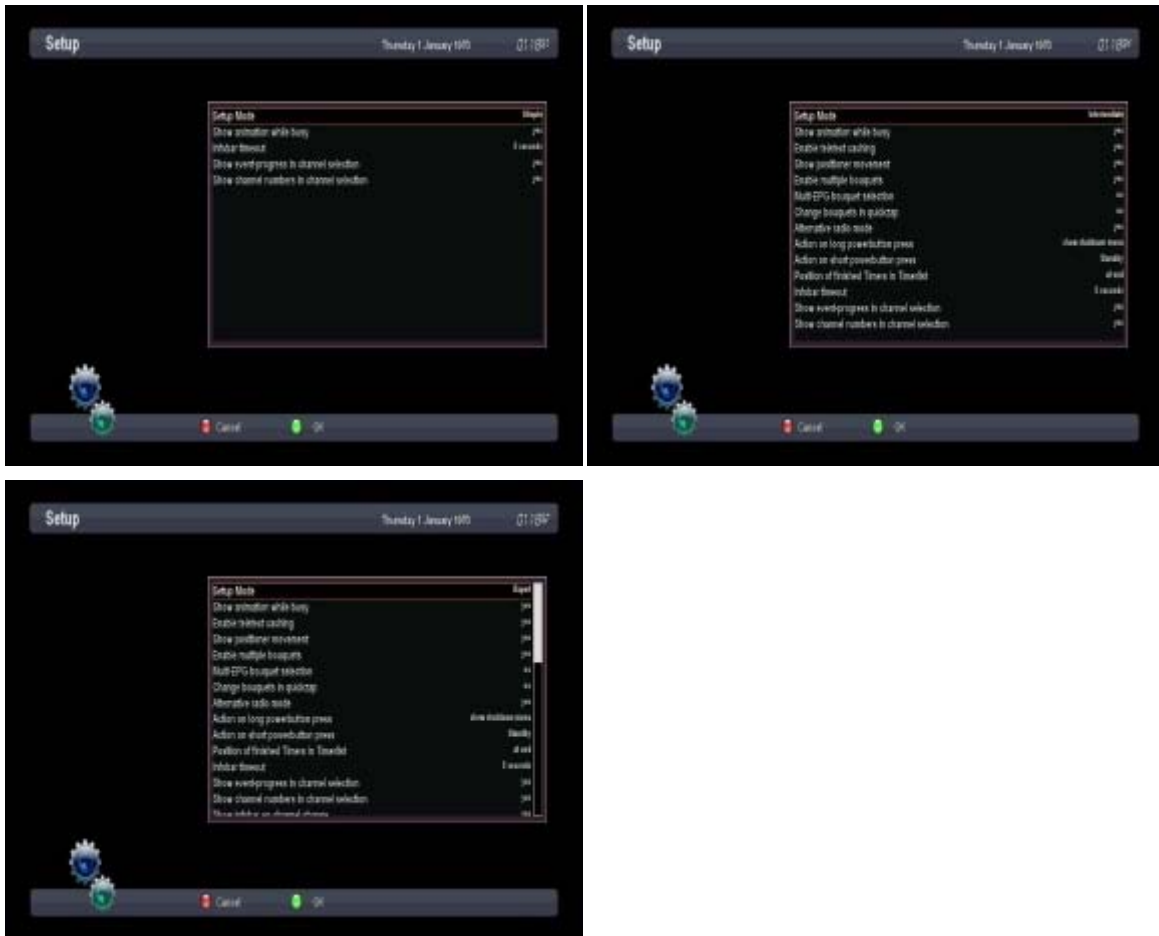 Setup Thursday 1 January 1970
Setup Mode Simple
Show animation while busy yes
Infobar timeout 5 seconds
Show event-progress in channel selection yes
Show channel numbers in channel selection yes
Cancel OK
Setup Thursday 1 January 1970
Setup Mode Intermediate
Show animation while busy yes
Enable teletext caching yes
Show positioner movement yes
Enable multiple bouquets yes
Multi-EPG bouquet selection no
Change bouquets in quickzap no
Alternative radio mode yes
Action on long powerbutton press show shutdown menu
Action on short powerbutton press Standby
Position of finished Timers in Timerlist at end
Infobar timeout 5 seconds
Show event-progress in channel selection yes
Show channel numbers in channel selection yes
Cancel OK
Setup Thursday 1 January 1970
Setup Mode Expert
Show animation while busy yes
Enable teletext caching yes
Show positioner movement yes
Enable multiple bouquets yes
Multi-EPG bouquet selection no
Change bouquets in quickzap no
Alternative radio mode yes
Action on long powerbutton press show shutdown menu
Action on short powerbutton press Standby
Position of finished Timers in Timerlist at end
Infobar timeout 5 seconds
Show event-progress in channel selection yes
Show channel numbers in channel selection yes
Show infobar on channel change yes
Cancel OK